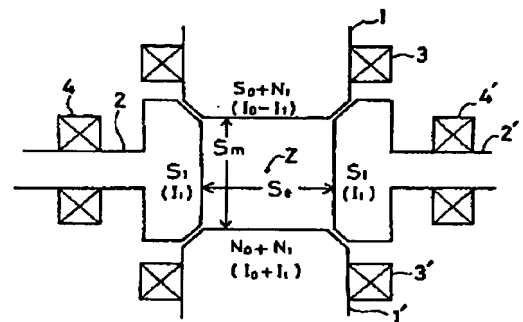 1
3
4
2
S₀+N₁
(I₀-I₁)
4′
2′
Sm
Z
S₁
(I₁)
Se
S₁
(I₁)
N₀+N₁
(I₀+I₁)
3′
1′